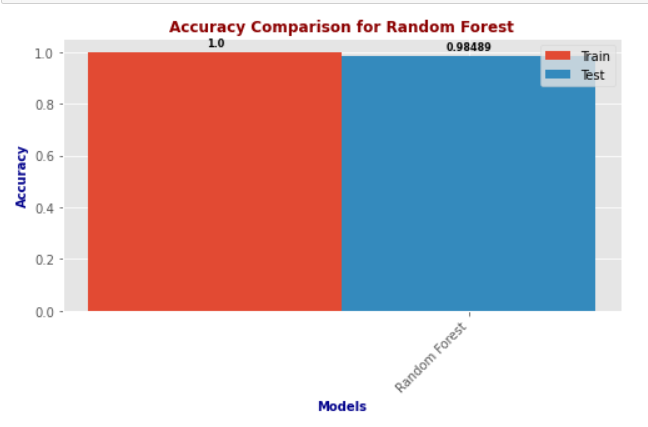 Accuracy Comparison for Random Forest
1.0
0.98489
Train
Test
1.0
0.8
0.6
0.4
0.2
0.0
Accuracy
Random Forest
Models